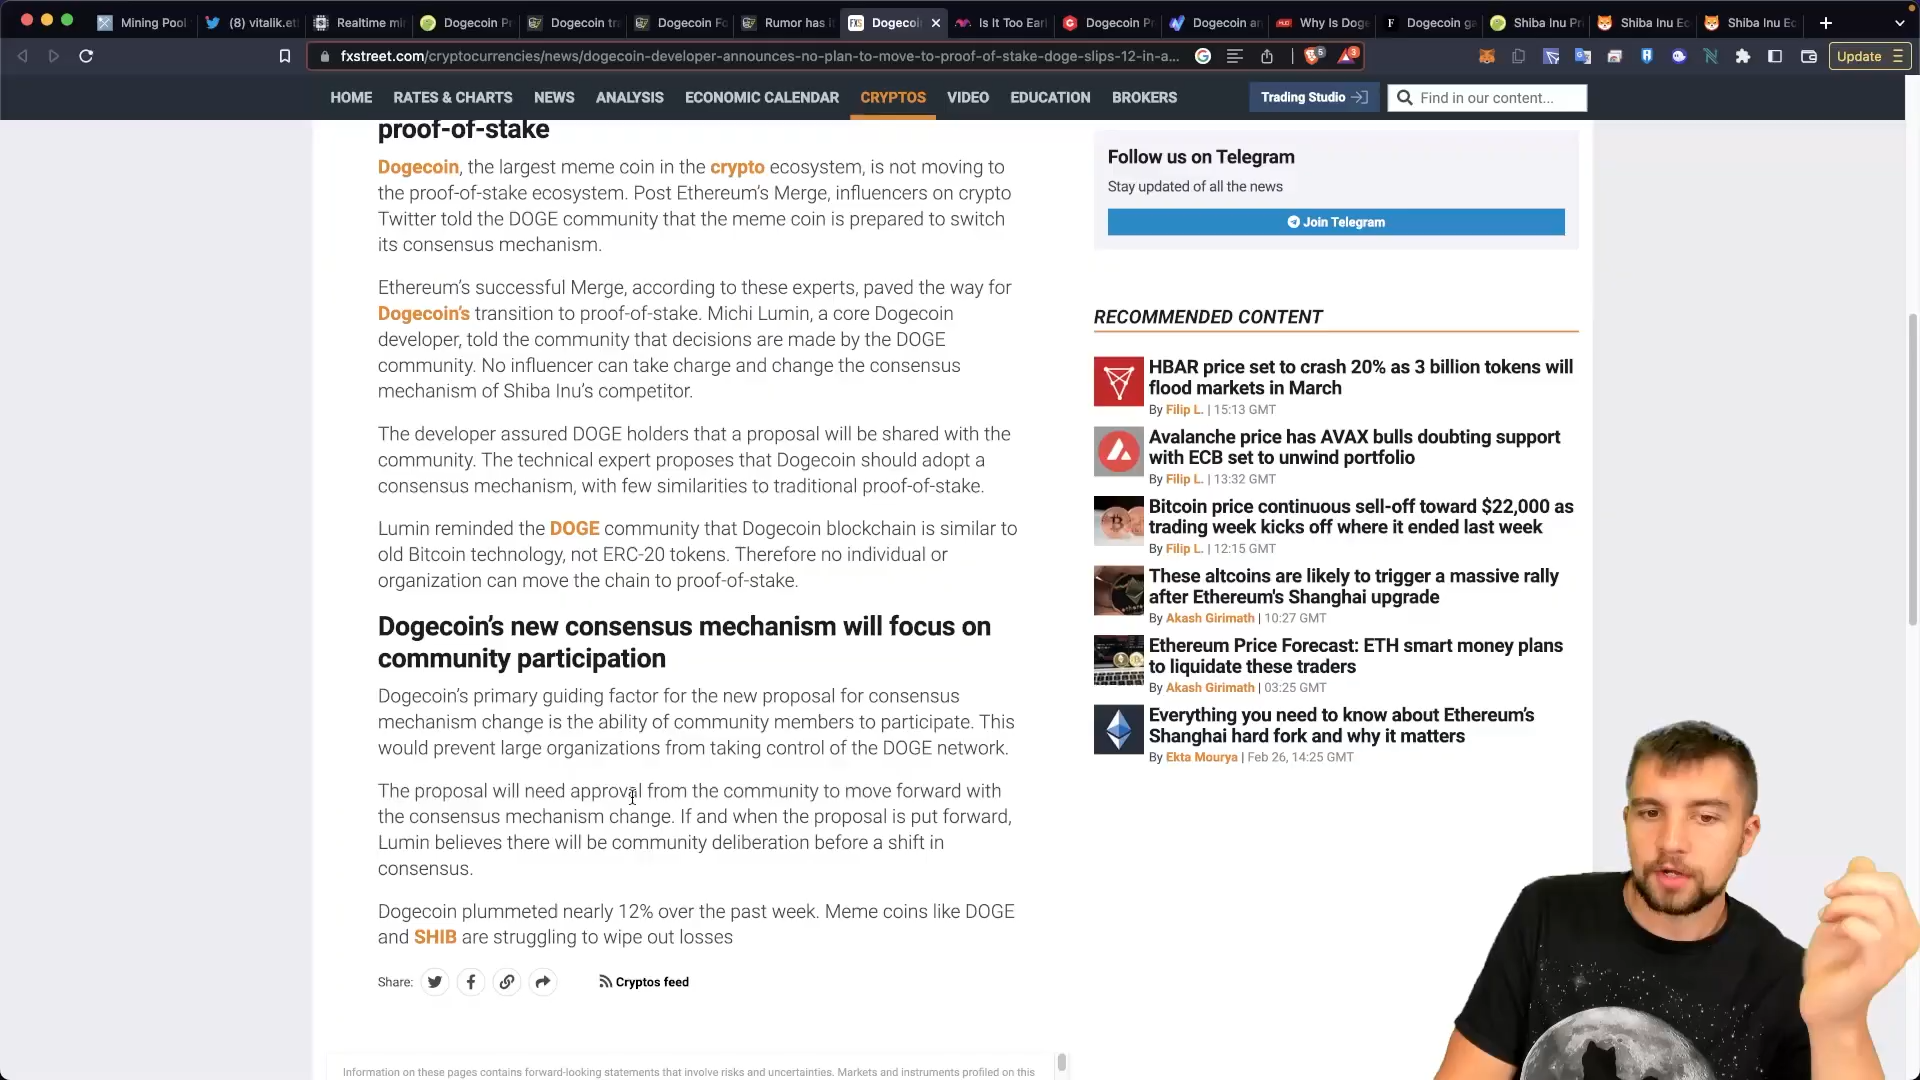 Mining Pool
(8) vitalik.et
Realtime mi
Dogecoin P
Dogecoin tr
Dogecoin Fo
Rumor has i
Dogecoi
Is It Too Earl
Dogecoin Pr
Dogecoin an
Why Is Doge
Dogecoin ga
Shiba Inu Pri
Shiba Inu Ec
Shiba Inu Ec
fxstreet.com/cryptocurrencies/news/dogecoin-developer-announces-no-plan-to-move-to-proof-of-stake-doge-slips-12-in-a...
5
3
Update
HOME RATES & CHARTS NEWS ANALYSIS ECONOMIC CALENDAR CRYPTOS VIDEO EDUCATION BROKERS
Trading Studio
Find in our content...
proof-of-stake
Dogecoin, the largest meme coin in the crypto ecosystem, is not moving to
the proof-of-stake ecosystem. Post Ethereum's Merge, influencers on crypto
Twitter told the DOGE community that the meme coin is prepared to switch
its consensus mechanism.
Ethereum's successful Merge, according to these experts, paved the way for
Dogecoin's transition to proof-of-stake. Michi Lumin, a core Dogecoin
developer, told the community that decisions are made by the DOGE
community. No influencer can take charge and change the consensus
mechanism of Shiba Inu's competitor.
The developer assured DOGE holders that a proposal will be shared with the
community. The technical expert proposes that Dogecoin should adopt a
consensus mechanism, with few similarities to traditional proof-of-stake.
Lumin reminded the DOGE community that Dogecoin blockchain is similar to
old Bitcoin technology, not ERC-20 tokens. Therefore no individual or
organization can move the chain to proof-of-stake.
Dogecoin's new consensus mechanism will focus on
community participation
Dogecoin's primary guiding factor for the new proposal for consensus
mechanism change is the ability of community members to participate. This
would prevent large organizations from taking control of the DOGE network.
The proposal will need approval from the community to move forward with
the consensus mechanism change. If and when the proposal is put forward,
Lumin believes there will be community deliberation before a shift in
consensus.
Dogecoin plummeted nearly 12% over the past week. Meme coins like DOGE
and SHIB are struggling to wipe out losses
Share:
Cryptos feed
Information on these pages contains forward-looking statements that involve risks and uncertainties. Markets and instruments profiled on this
Follow us on Telegram
Stay updated of all the news
Join Telegram
RECOMMENDED CONTENT
HBAR price set to crash 20% as 3 billion tokens will
flood markets in March
By Filip L. | 15:13 GMT
Avalanche price has AVAX bulls doubting support
with ECB set to unwind portfolio
By Filip L. | 13:32 GMT
Bitcoin price continuous sell-off toward $22,000 as
trading week kicks off where it ended last week
By Filip L. | 12:15 GMT
These altcoins are likely to trigger a massive rally
after Ethereum's Shanghai upgrade
By Akash Girimath | 10:27 GMT
Ethereum Price Forecast: ETH smart money plans
to liquidate these traders
By Akash Girimath | 03:25 GMT
Everything you need to know about Ethereum's
Shanghai hard fork and why it matters
By Ekta Mourya | Feb 26, 14:25 GMT